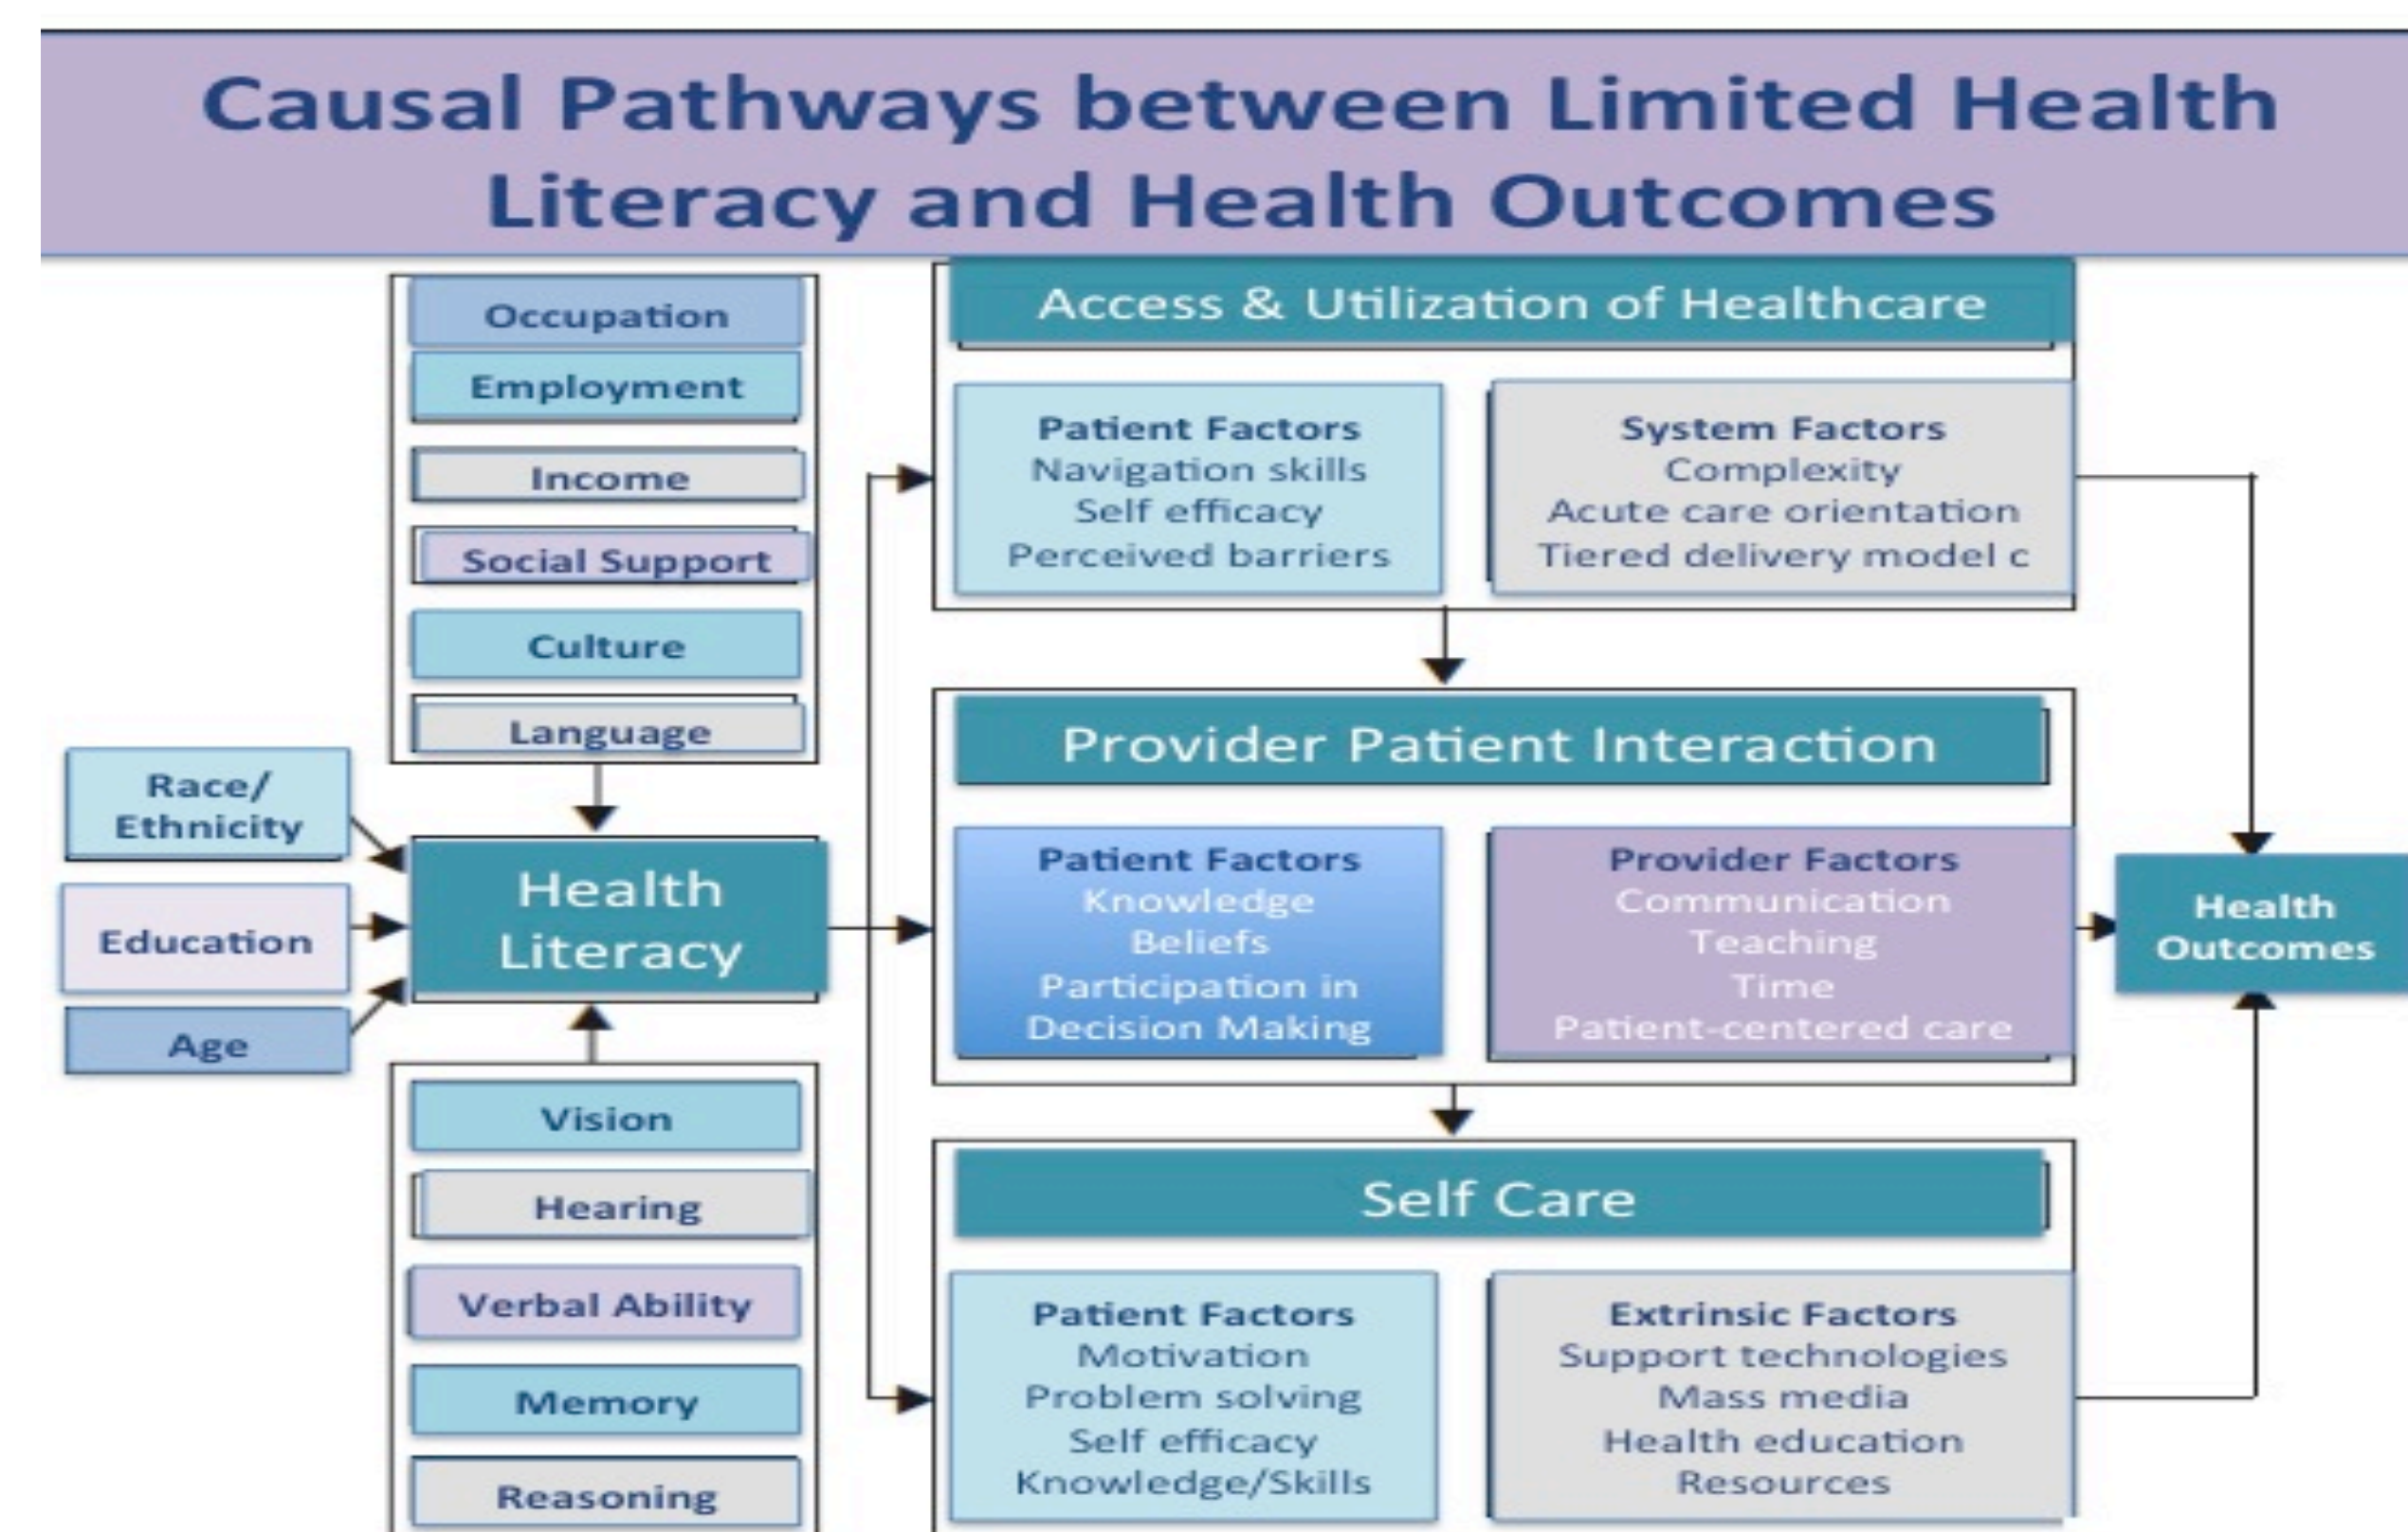 Causal Pathways between Limited Health
Literacy and Health Outcomes
Occupation
Employment
Income
Social Support
Culture
Language
Race/
Ethnicity
Education
Age
Health
Literacy
Vision
Hearing
Verbal Ability
Memory
Reasoning
Access & Utilization of Healthcare
Patient Factors
Navigation skills
Self efficacy
Perceived barriers
System Factors
Complexity
Acute care orientation
Tiered delivery model c
Provider Patient Interaction
Patient Factors
Knowledge
Beliefs
Participation in
Decision Making
Provider Factors
Communication
Teaching
Time
Patient-centered care
Self Care
Patient Factors
Motivation
Problem solving
Self efficacy
Knowledge/Skills
Extrinsic Factors
Support technologies
Mass media
Health education
Resources
Health
Outcomes